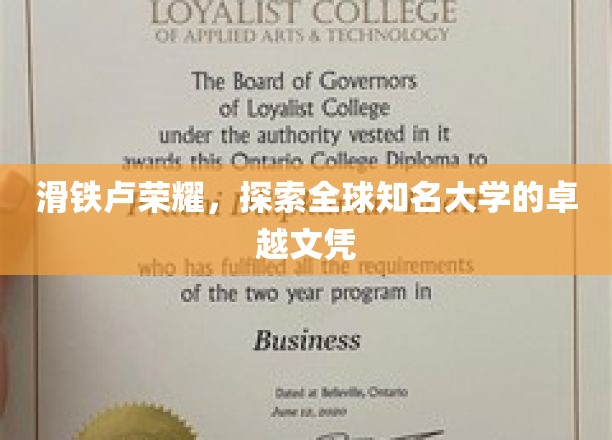 LOYALIST COLLEGE
OF APPLIED ARTS & TECHNOLOGY
The Board of Governors
of Loyalist College
under the authority vested in it
awards this Ontario College Diploma to
滑铁卢荣耀，探索全球知名大学的卓
越文凭
who has fulfilled all the requirements
of the two year program in
Business
Dated at Belleville, Ontario
June 12, 2020